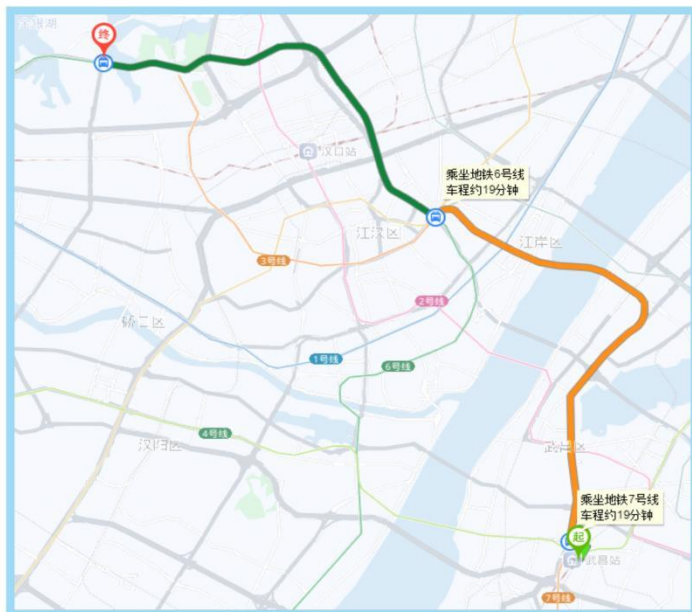 金银湖
终
汉口站
乘坐地铁6号线
车程约19分钟
江汉区
江岸区
3号线
2号线
硚口区
1号线
6号线
4号线
汉阳区
武昌区
乘坐地铁7号线
车程约19分钟
起
武昌站
7号线